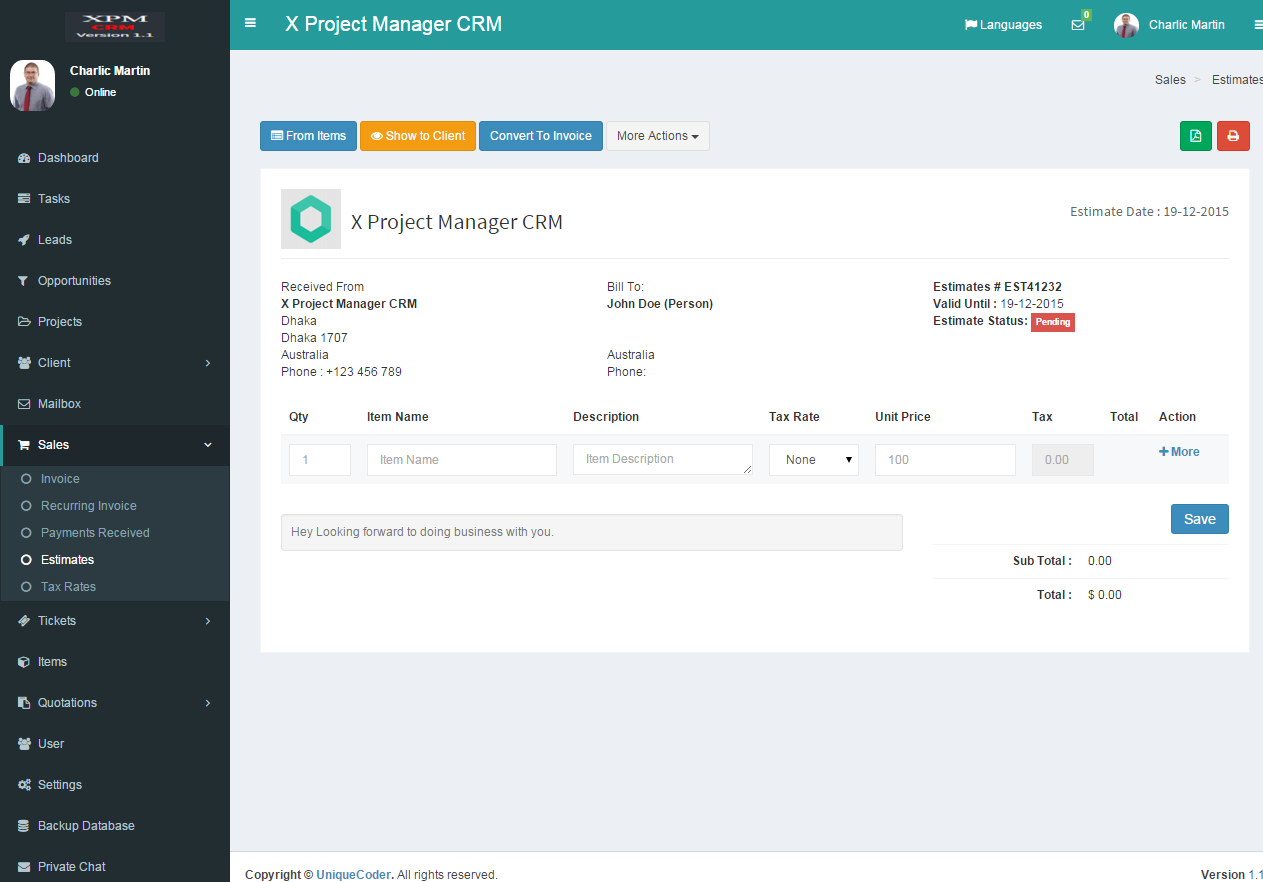 XPM
CRM
Version 1.1
X Project Manager CRM
Languages
0
Charlic Martin
Charlic Martin
Online
Dashboard
Tasks
Leads
Opportunities
Projects
Client
Mailbox
Sales
Invoice
Recurring Invoice
Payments Received
Estimates
Tax Rates
Tickets
Items
Quotations
User
Settings
Backup Database
Private Chat
Sales > Estimates
From Items Show to Client Convert To Invoice More Actions
X Project Manager CRM
Estimate Date : 19-12-2015
Received From
X Project Manager CRM
Dhaka
Dhaka 1707
Australia
Phone : +123 456 789
Bill To:
John Doe (Person)
Australia
Phone:
Estimates # EST41232
Valid Until : 19-12-2015
Estimate Status: Pending
Qty Item Name Description Tax Rate Unit Price Tax Total Action
1 Item Name Item Description None 100 0.00 More
Hey Looking forward to doing business with you.
Save
Sub Total : 0.00
Total : $ 0.00
Copyright © UniqueCoder. All rights reserved.
Version 1.1